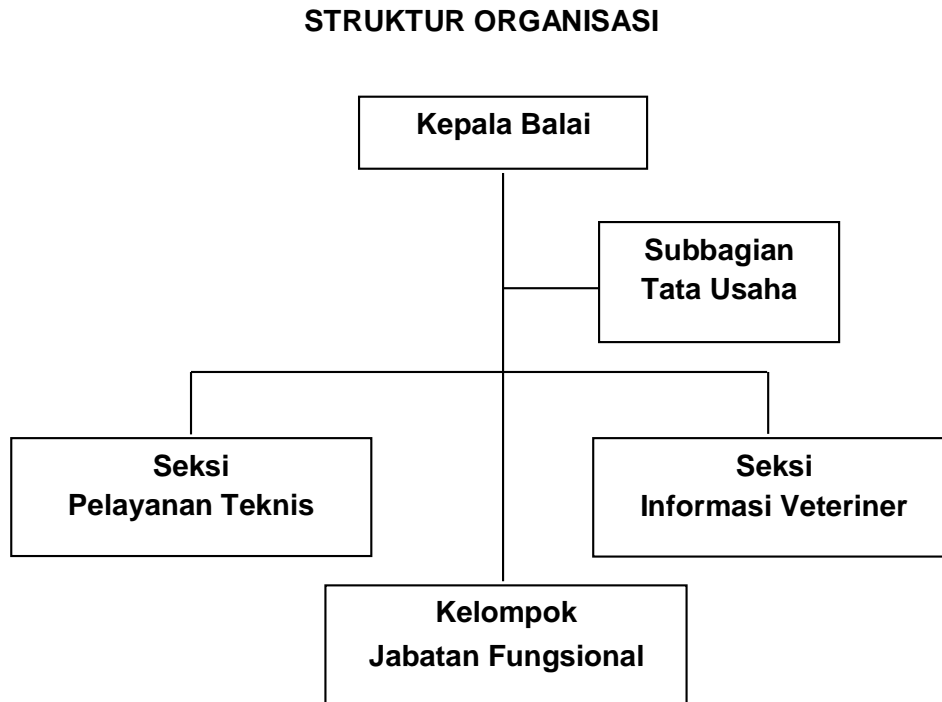 STRUKTUR ORGANISASI
Kepala Balai
Subbagian
Tata Usaha
Seksi
Pelayanan Teknis
Seksi
Informasi Veteriner
Kelompok
Jabatan Fungsional